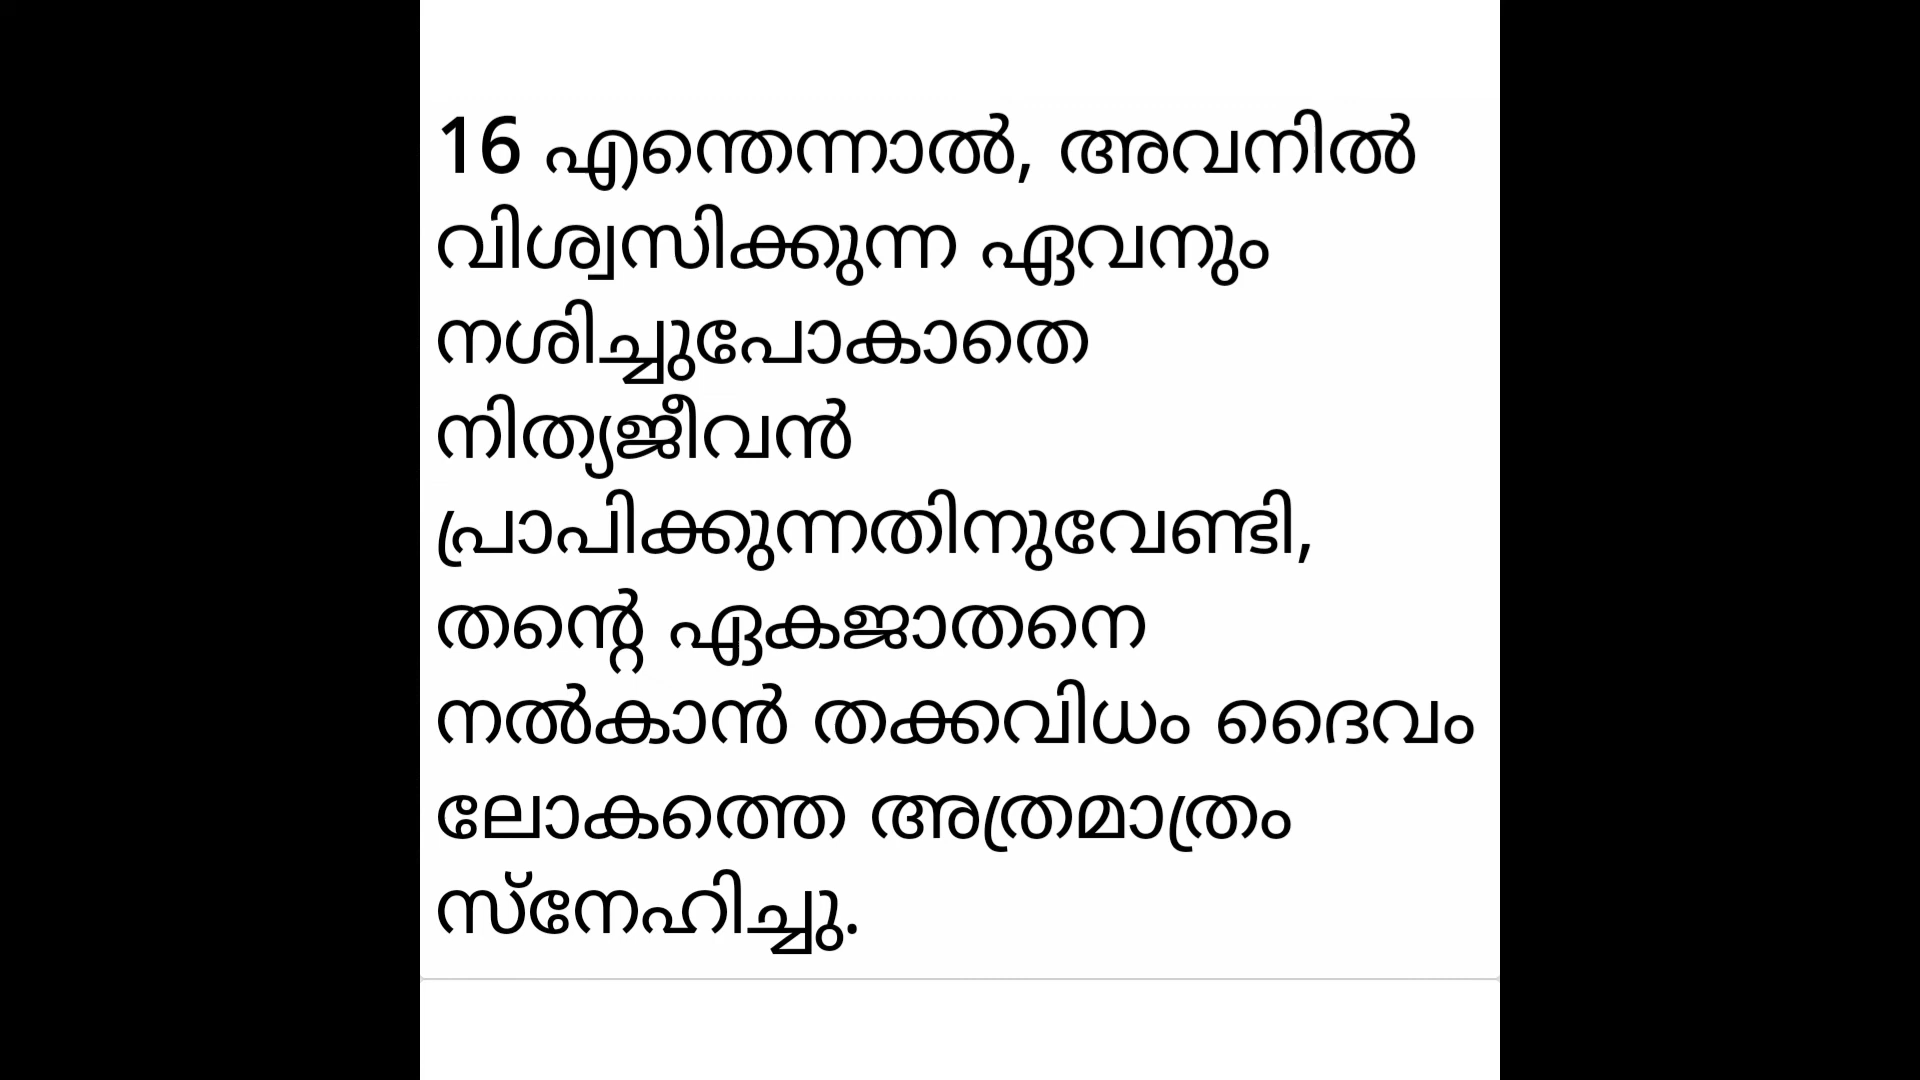 16 എന്തെന്നാൽ, അവനിൽ
വിശ്വസിക്കുന്ന ഏവനും
നശിച്ചുപോകാതെ
നിത്യജീവൻ
പ്രാപിക്കുന്നതിനുവേണ്ടി,
തന്റെ ഏകജാതനെ
നൽകാൻ തക്കവിധം ദൈവം
ലോകത്തെ അത്രമാത്രം
സ്നേഹിച്ചു.